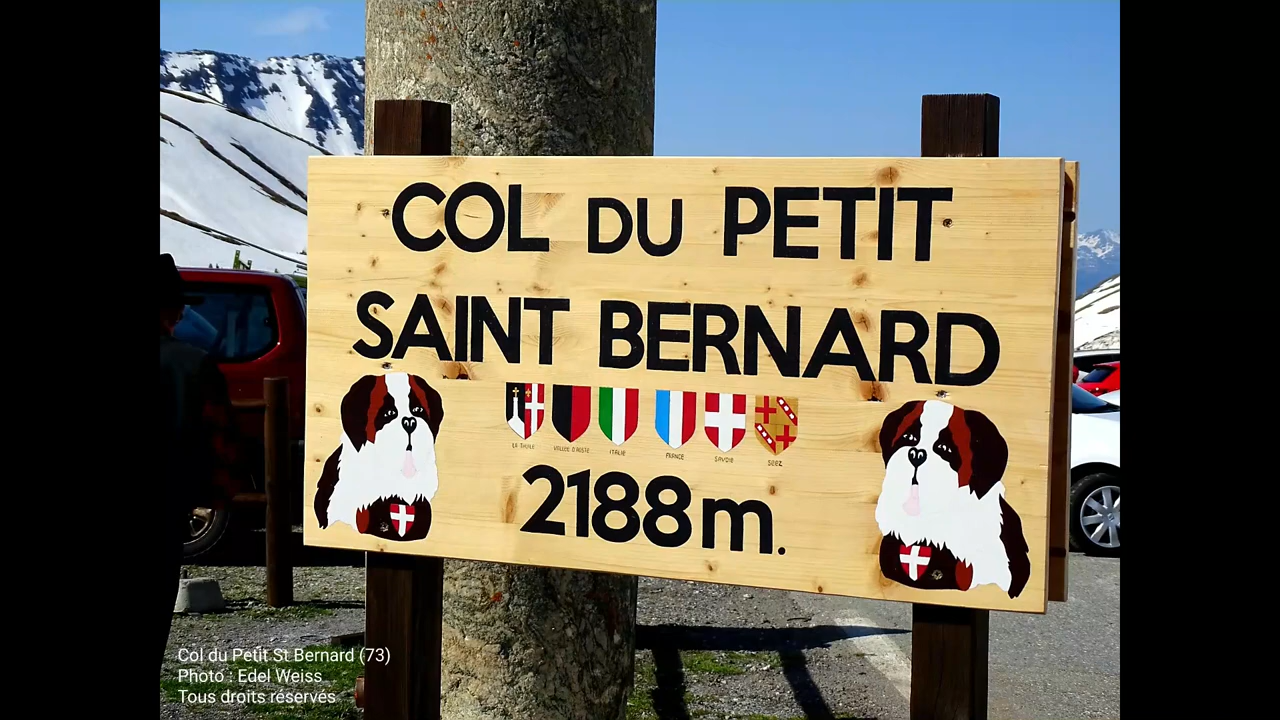 COL DU PETIT
SAINT BERNARD
LA THUILE VALLEE D'AOSTE ITALIE FRANCE SAVOIE SEEZ
2188m.
Col du Petit St Bernard (73)
Photo : Edel Weiss
Tous droits réservés